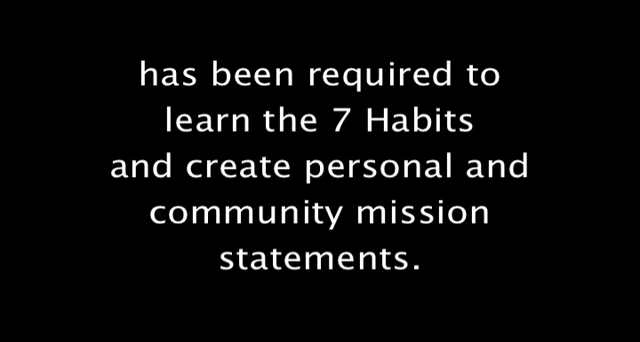 has been required to
learn the 7 Habits
and create personal and
community mission
statements.